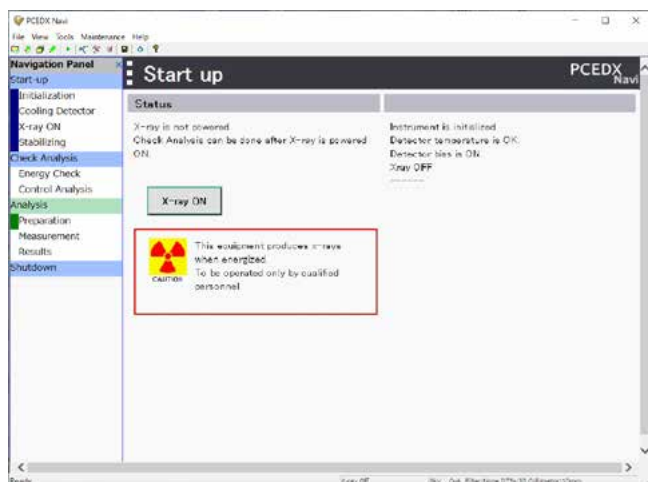 PCEDX Navi
File View Tools Maintenance Help
Navigation Panel
Start-up
Initialization
Cooling Detector
X-ray ON
Stabilizing
Check Analysis
Energy Check
Control Analysis
Analysis
Preparation
Measurement
Results
Shutdown
Start up
PCEDX Navi
Status
X-ray is not powered
Check Analysis can be done after X-ray is powered
ON.
X-ray ON
CAUTION
This equipment produces x-rays
when energized.
To be operated only by qualified
personnel
Instrument is initialized
Detector temperature is OK.
Detector bias is ON.
Xray OFF
-------
Ready
X-ray Off